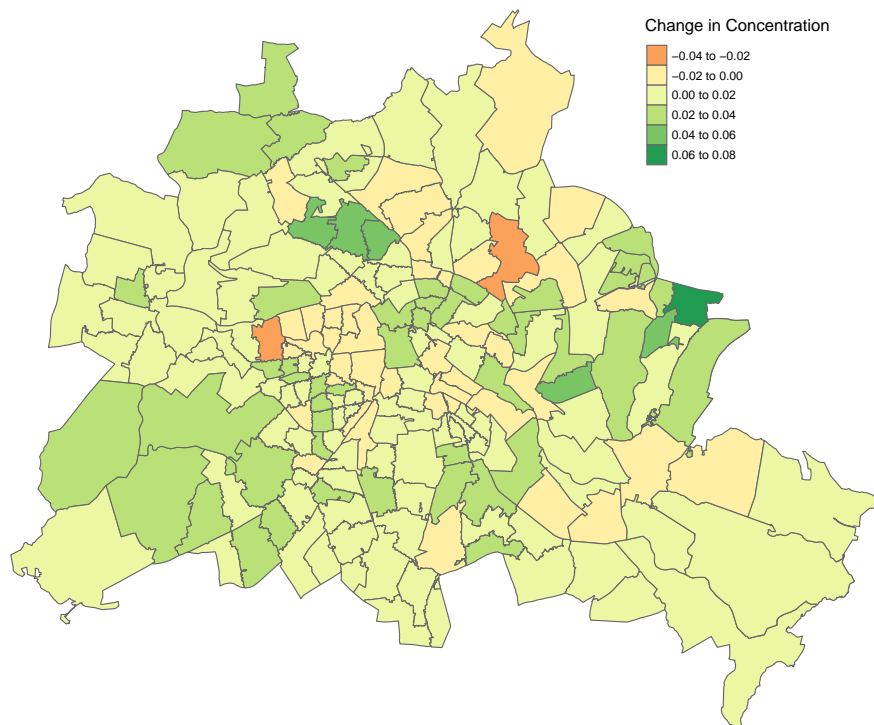 Change in Concentration
−0.04 to −0.02
−0.02 to 0.00
0.00 to 0.02
0.02 to 0.04
0.04 to 0.06
0.06 to 0.08